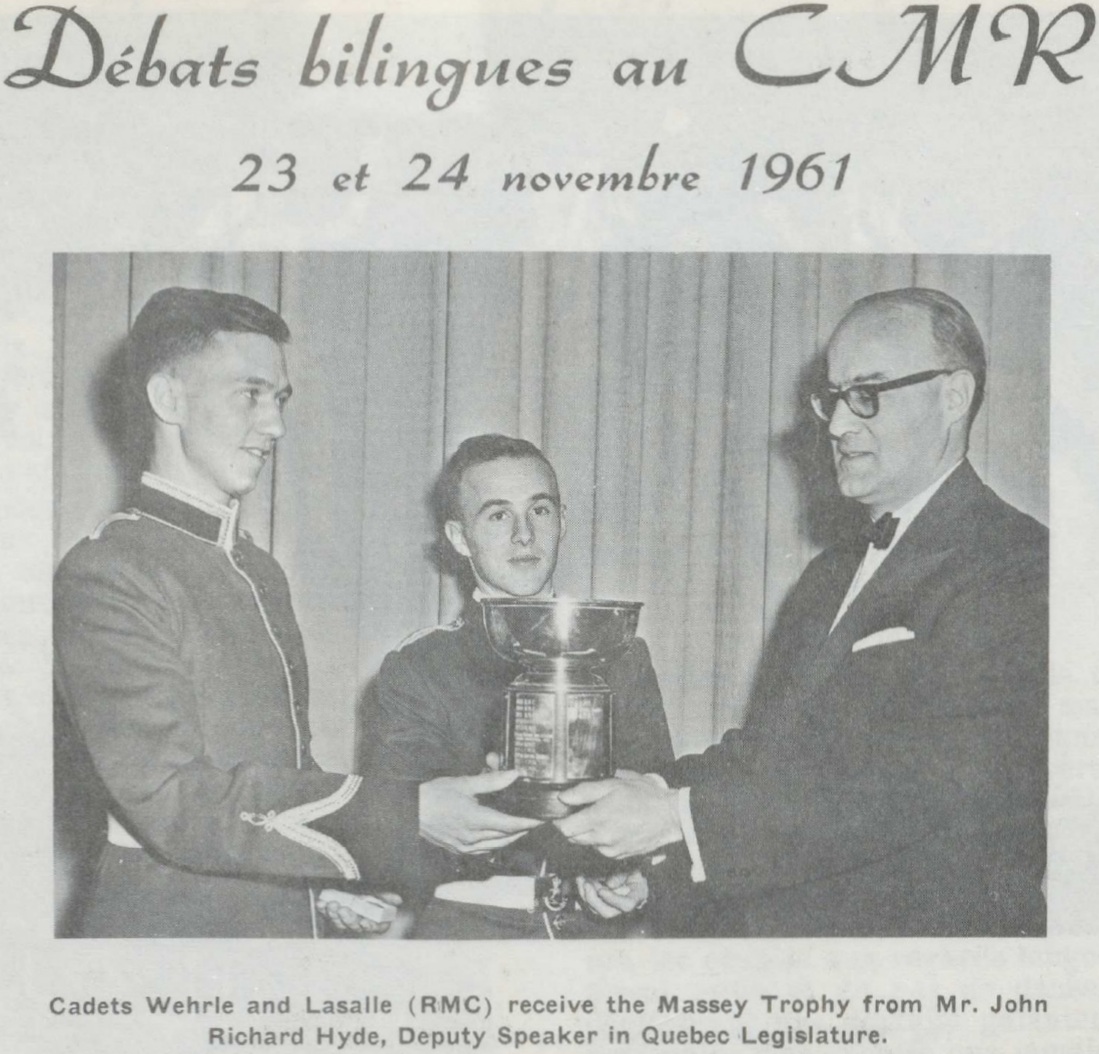 Débats bilingues au CMR
23 et 24 novembre 1961
Cadets Wehrle and Lasalle (RMC) receive the Massey Trophy from Mr. John
Richard Hyde, Deputy Speaker in Quebec Legislature.